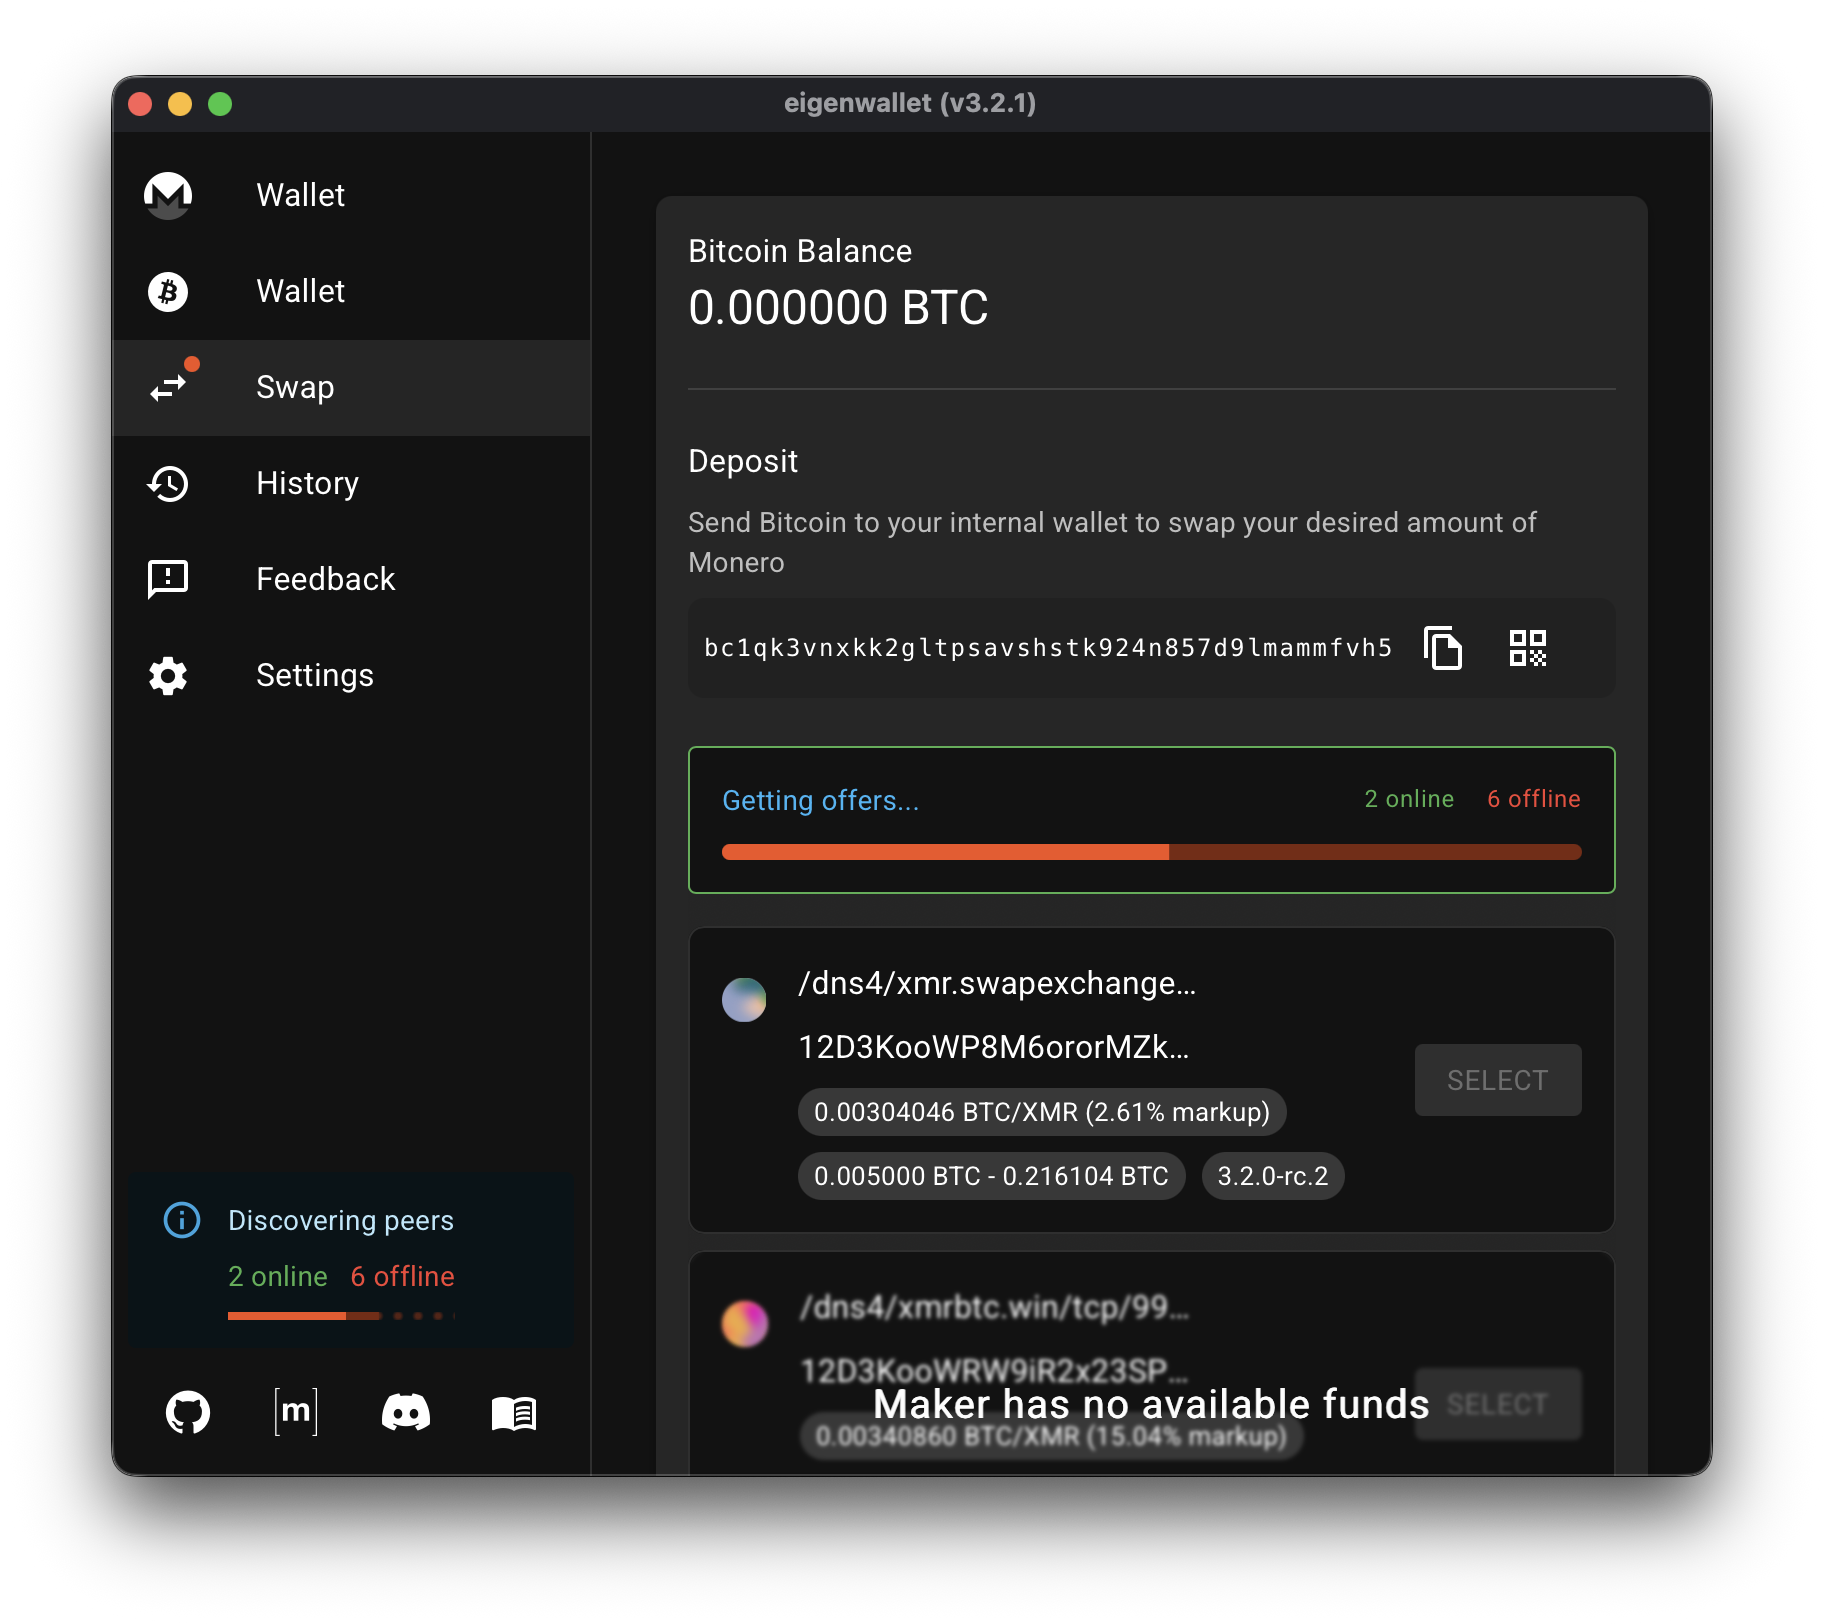 eigenwallet (v3.2.1)
Wallet
Wallet
Swap
History
Feedback
Settings
Discovering peers
2 online 6 offline
[m]
Bitcoin Balance
0.000000 BTC
Deposit
Send Bitcoin to your internal wallet to swap your desired amount of
Monero
bc1qk3vnxkk2gltpsavshstk924n857d9lmammfvh5
Getting offers... 2 online 6 offline
/dns4/xmr.swapexchange...
12D3KooWP8M6ororMZk...
SELECT
0.00304046 BTC/XMR (2.61% markup)
0.005000 BTC - 0.216104 BTC 3.2.0-rc.2
/dns4/xmrbtc.win/tcp/99...
12D3KooWRW9iR2x23SP...
Maker has no available funds
SELECT
0.00340860 BTC/XMR (15.04% markup)